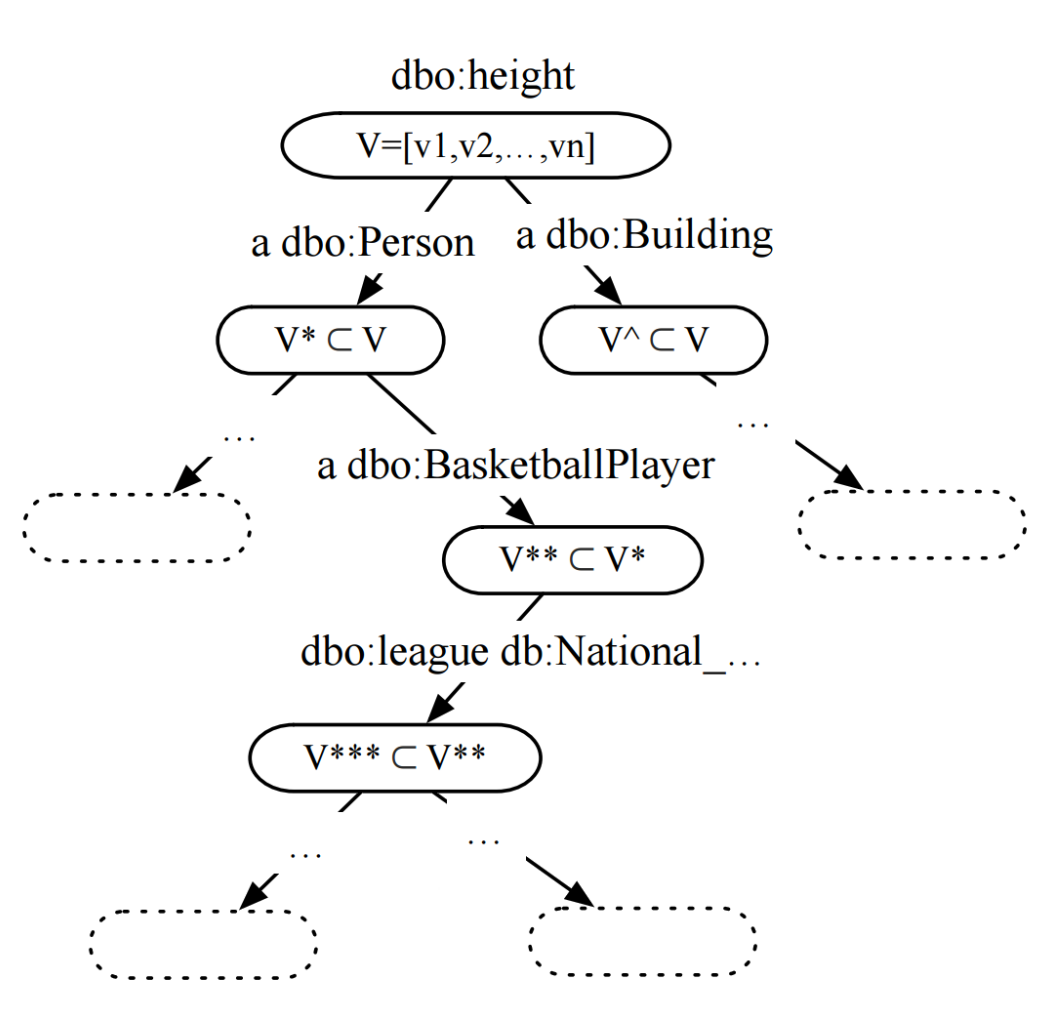 dbo:height
V=[v1,v2,…,vn]
a dbo:Person
a dbo:Building
V* ⊂ V
V^ ⊂ V
…
…
a dbo:BasketballPlayer
V** ⊂ V*
dbo:league db:National_…
V*** ⊂ V**
…
…